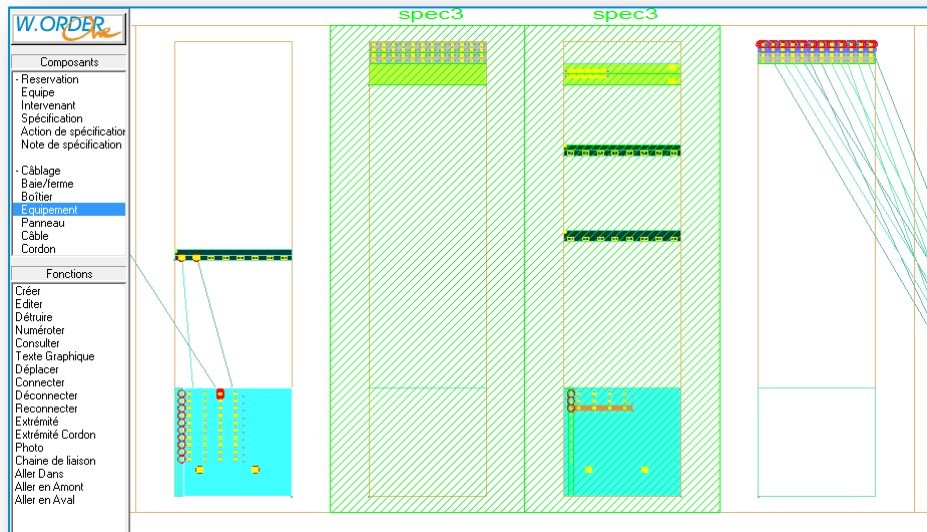 W.ORDER One
spec3
spec3
Composants
- Reservation
Equipe
Intervenant
Spécification
Action de spécification
Note de spécification
- Câblage
Baie/ferme
Boîtier
Equipement
Panneau
Câble
Cordon
Fonctions
Créer
Editer
Détruire
Numéroter
Consulter
Texte Graphique
Déplacer
Connecter
Déconnecter
Reconnecter
Extrémité
Extrémité Cordon
Photo
Chaine de liaison
Aller Dans
Aller en Amont
Aller en Aval